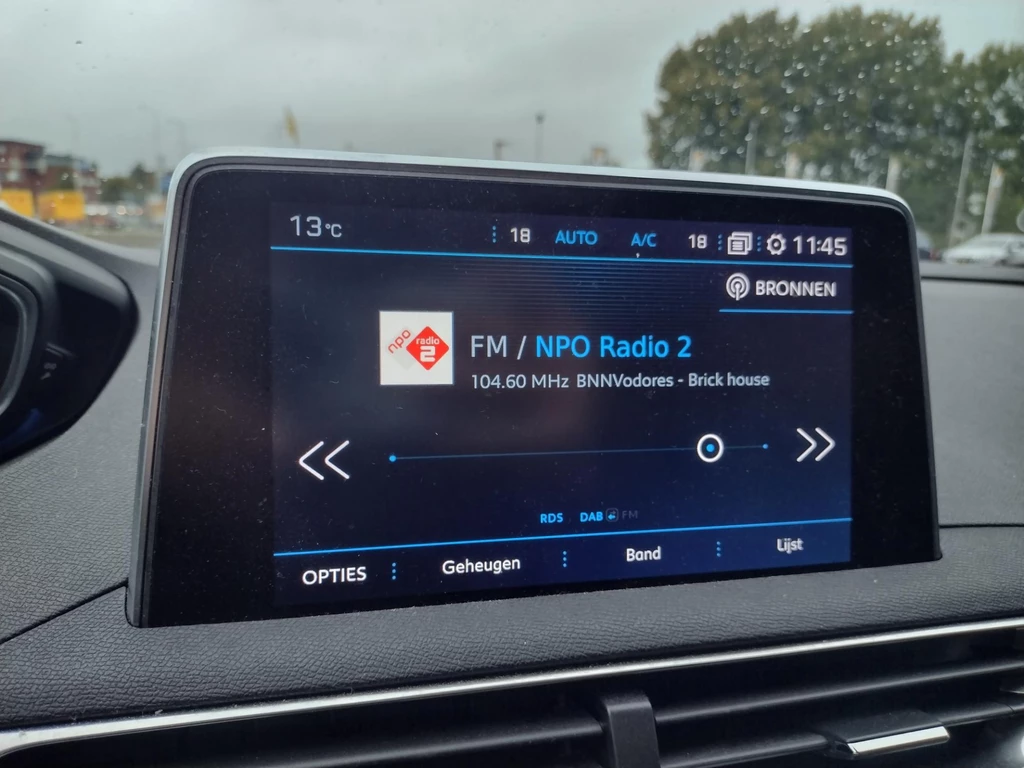 13°C 18 AUTO A/C 18 11:45
BRONNEN
npo radio 2
FM / NPO Radio 2
104.60 MHz BNNVodores - Brick house
RDS DAB FM
OPTIES Geheugen Band Lijst